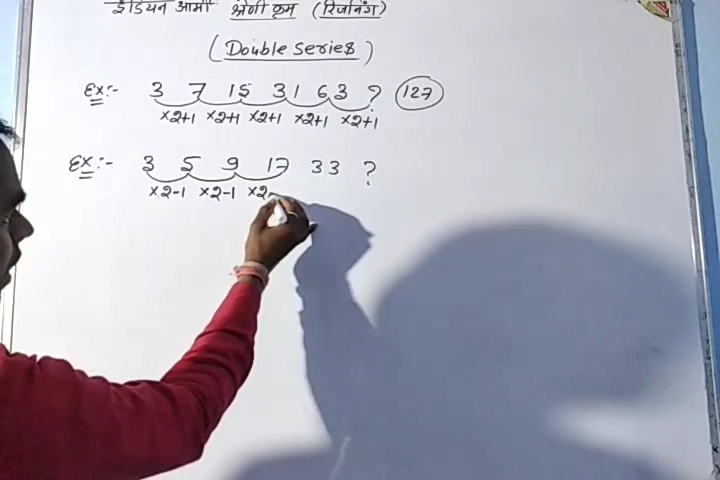 इंडियन आर्मी श्रेणी क्रम (रिजनिंग)
(Double Series)
Ex:- 3 7 15 31 63 ? 127
×2+1 ×2+1 ×2+1 ×2+1 ×2+1
Ex:- 3 5 9 17 33 ?
×2-1 ×2-1 ×2-